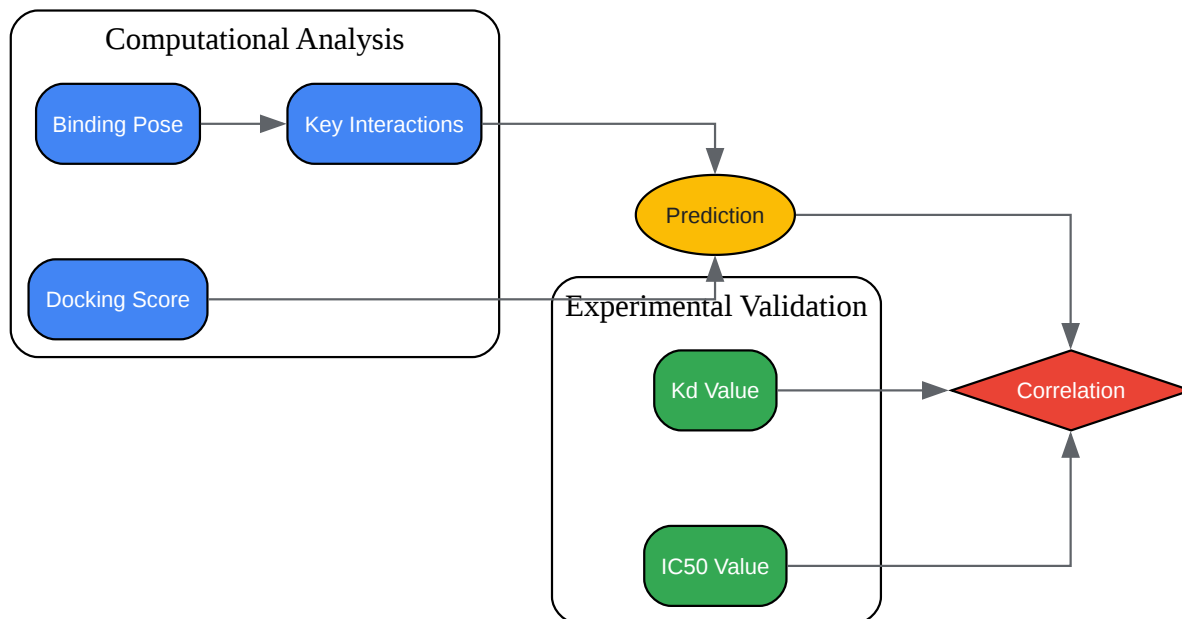 Computational Analysis
Binding Pose
Key Interactions
Prediction
Docking Score
Experimental Validation
Kd Value
Correlation
IC50 Value